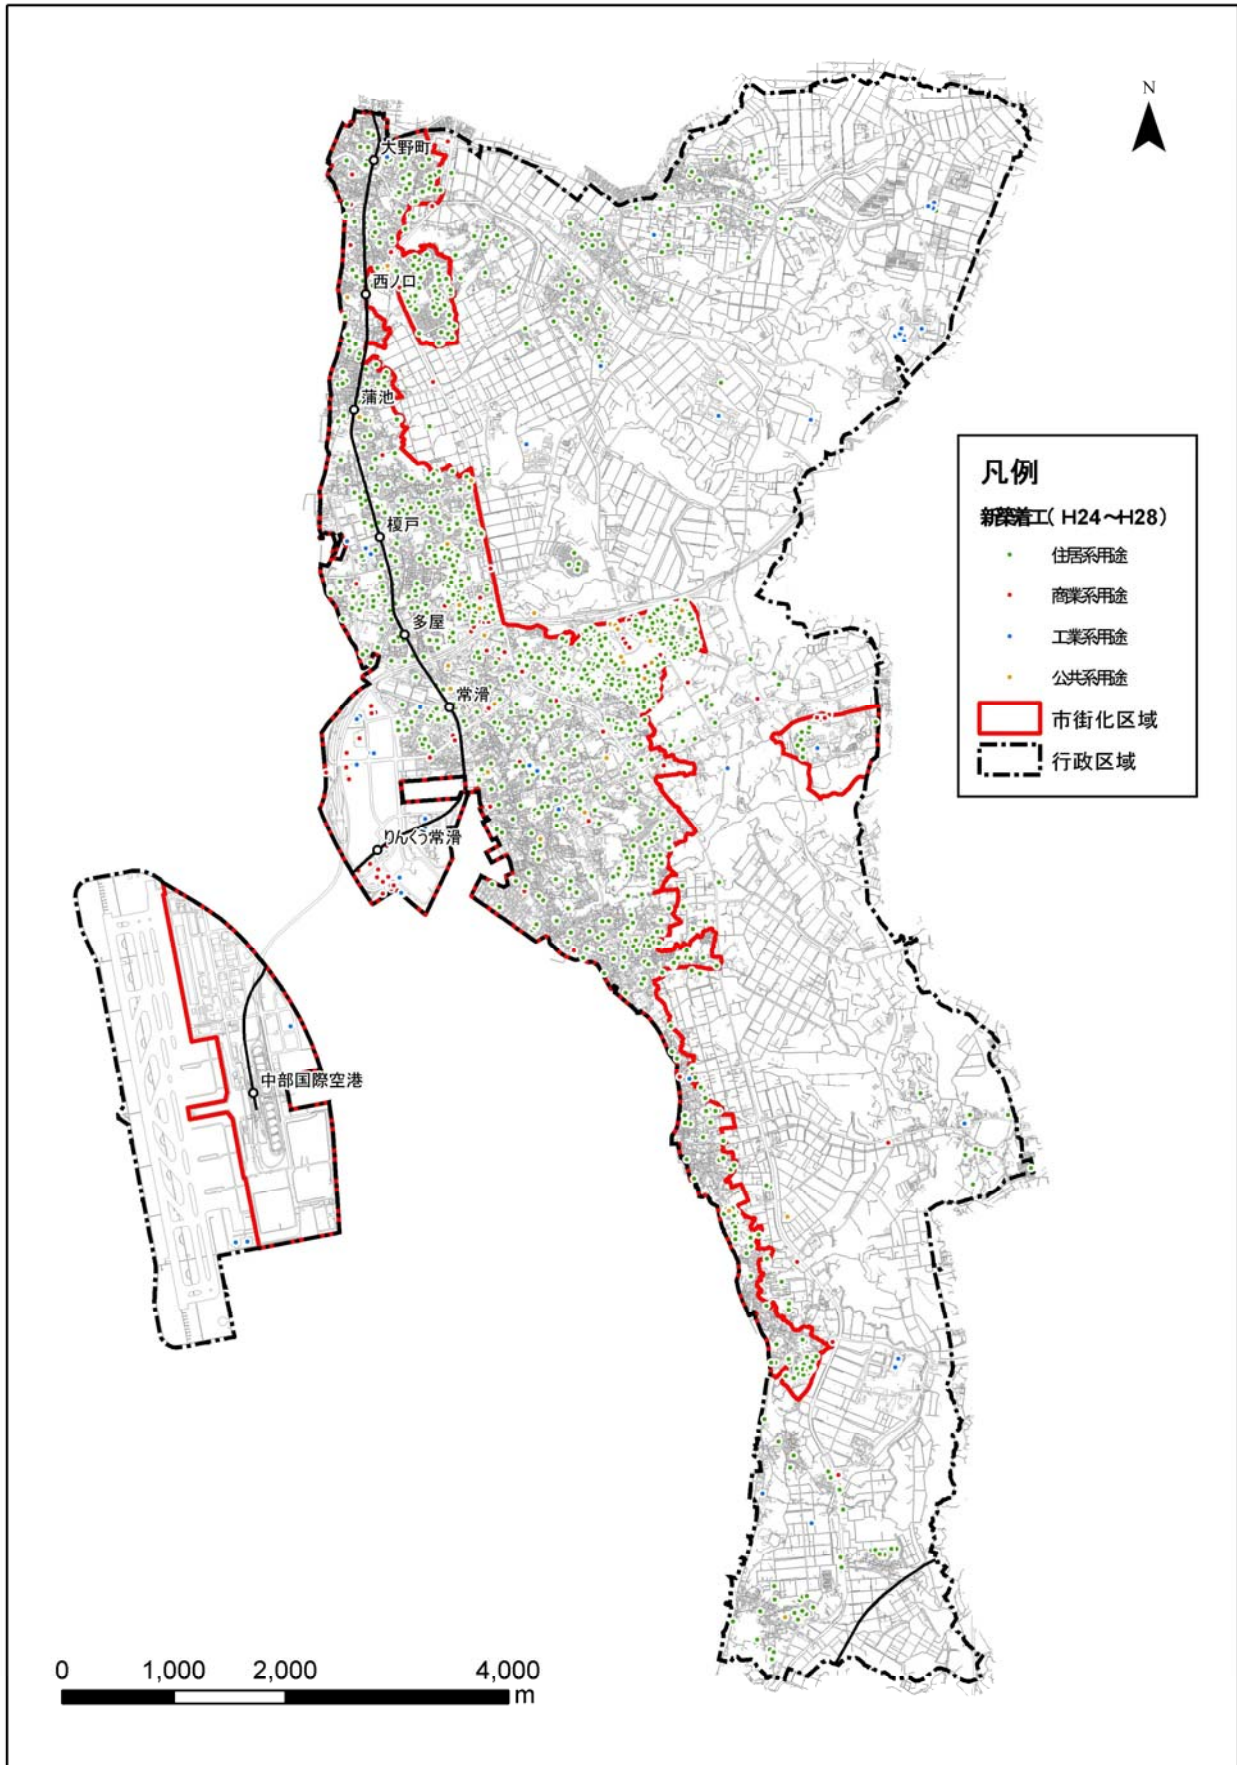 N
大野町
西ノ口
蒲池
榎戸
多屋
常滑
りんくう常滑
中部国際空港
凡例
新築着工( H24~H28)
住居系用途
商業系用途
工業系用途
公共系用途
市街化区域
行政区域
0 1,000 2,000 4,000
m